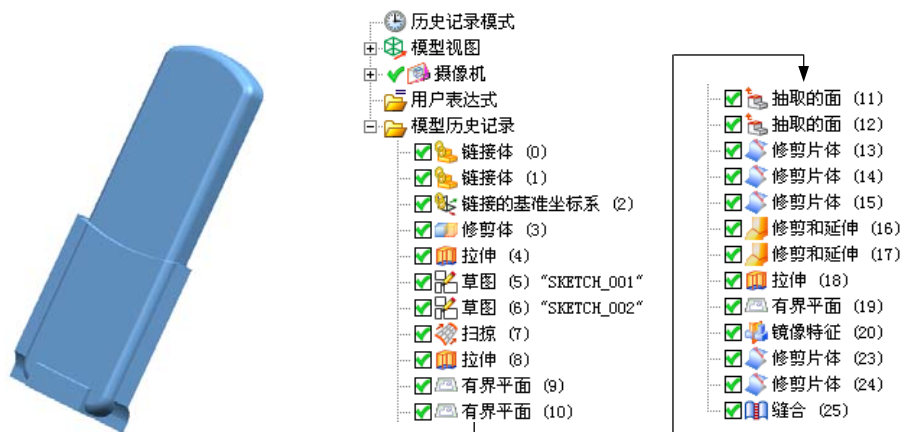 历史记录模式
模型视图
摄像机
用户表达式
模型历史记录
链接体 (0)
链接体 (1)
链接的基准坐标系 (2)
修剪体 (3)
拉伸 (4)
草图 (5) "SKETCH_001"
草图 (6) "SKETCH_002"
扫掠 (7)
拉伸 (8)
有界平面 (9)
有界平面 (10)
抽取的面 (11)
抽取的面 (12)
修剪片体 (13)
修剪片体 (14)
修剪片体 (15)
修剪和延伸 (16)
修剪和延伸 (17)
拉伸 (18)
有界平面 (19)
镜像特征 (20)
修剪片体 (23)
修剪片体 (24)
缝合 (25)